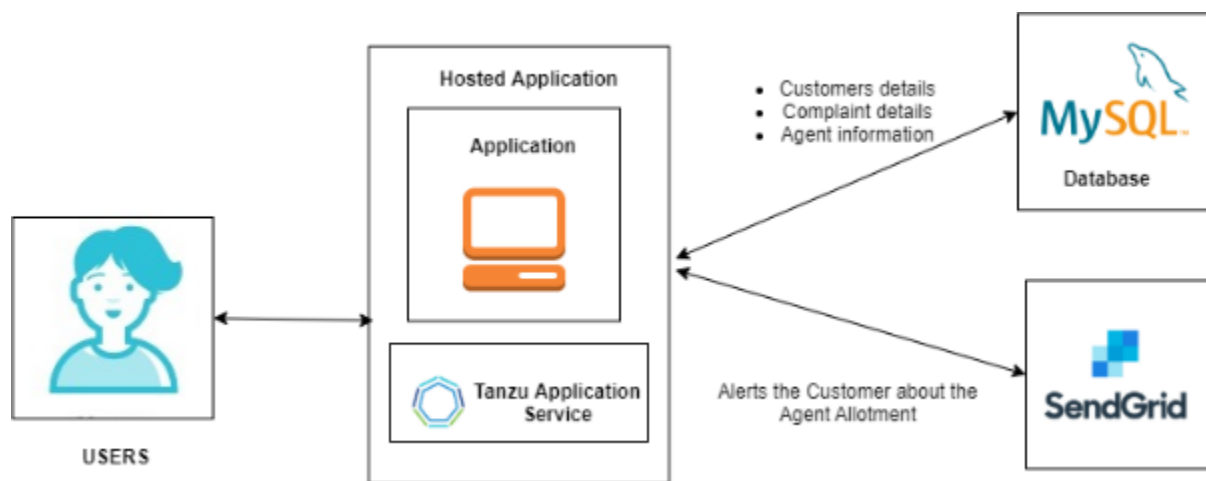 Hosted Application
Application
Tanzu Application
Service
USERS
• Customers details
• Complaint details
• Agent information
Alerts the Customer about the
Agent Allotment
MySQL
Database
SendGrid